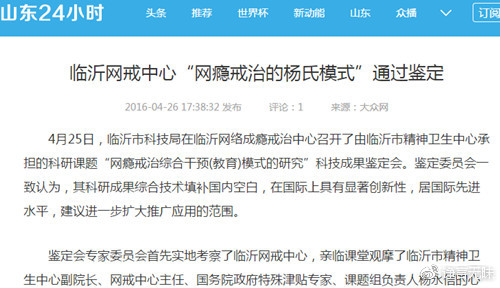 山东24小时 头条 推荐 世界杯 新动能 山东 众播 订阅
临沂网戒中心“网瘾戒治的杨氏模式”通过鉴定
2016-04-26 17:38:32发布 评论：1 来源：大众网
4月25日，临沂市科技局在临沂网络成瘾戒治中心召开了由临沂市精神卫生中心承
担的科研课题“网瘾戒治综合干预(教育)模式的研究”科技成果鉴定会。鉴定委员会一
致认为，其科研成果综合技术填补国内空白，在国际上具有显著创新性，居国际先进
水平，建议进一步扩大推广应用的范围。
鉴定会专家委员会首先实地考察了临沂网戒中心，亲临课堂观摩了临沂市精神
卫生中心副院长、网戒中心主任、国务院政府特殊津贴专家、课题组负责人杨永信的心